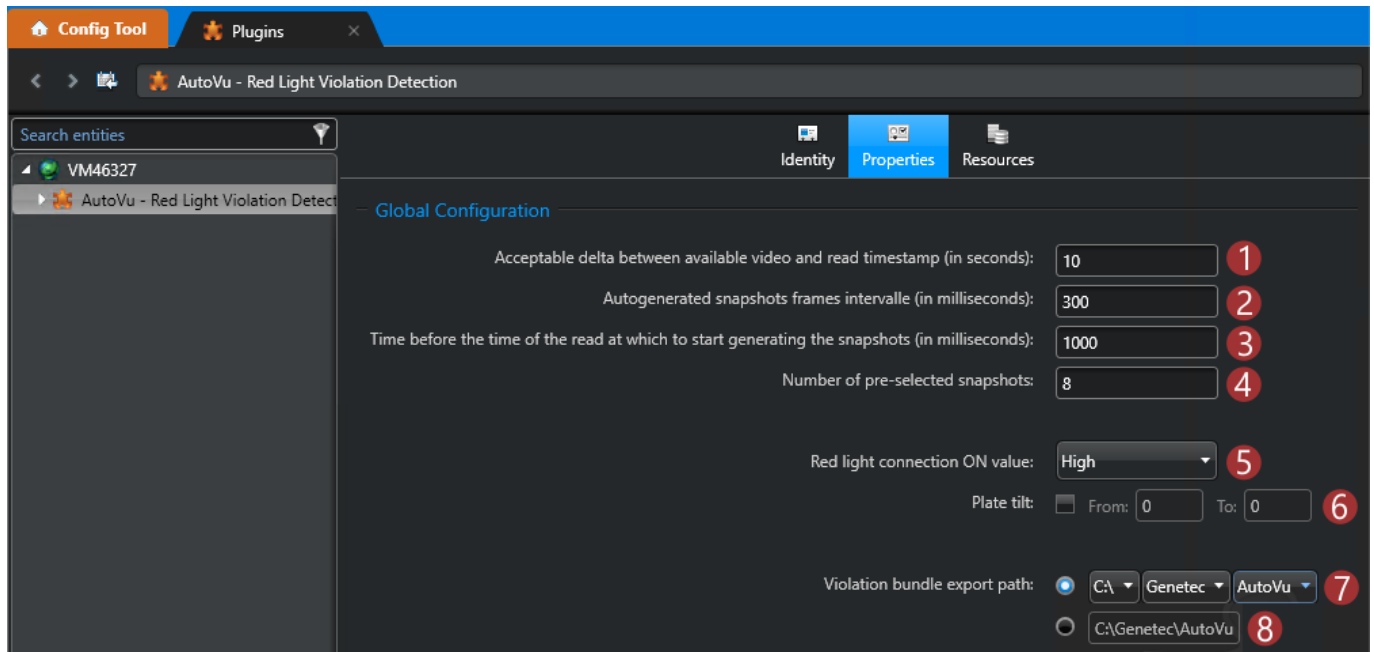 Config Tool
Plugins
AutoVu - Red Light Violation Detection
Search entities
VM46327
AutoVu - Red Light Violation Detect
Identity
Properties
Resources
Global Configuration
Acceptable delta between available video and read timestamp (in seconds): 10 1
Autogenerated snapshots frames intervalle (in milliseconds): 300 2
Time before the time of the read at which to start generating the snapshots (in milliseconds): 1000 3
Number of pre-selected snapshots: 8 4
Red light connection ON value: High 5
Plate tilt: From: 0 To: 0 6
Violation bundle export path: C:\ Genetec AutoVu 7
C:\Genetec\AutoVu 8